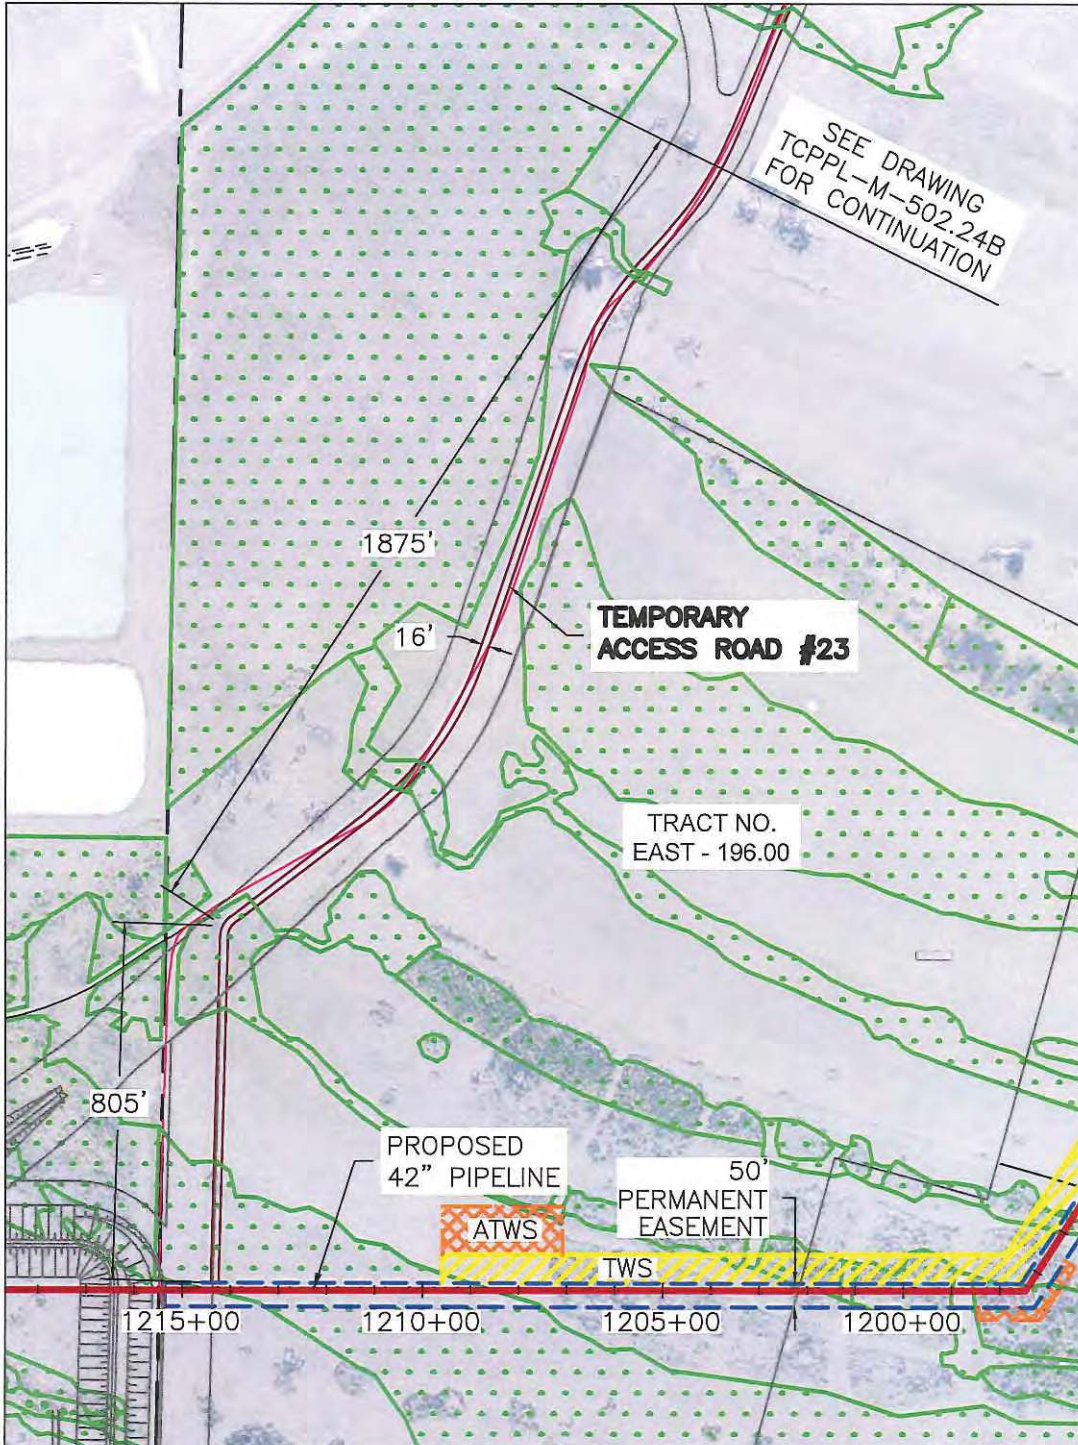 SEE DRAWING
TCPPL-M-502.24B
FOR CONTINUATION
1875'
16'
TEMPORARY
ACCESS ROAD #23
TRACT NO.
EAST - 196.00
805'
PROPOSED
42" PIPELINE
50'
PERMANENT
EASEMENT
ATWS
TWS
1215+00
1210+00
1205+00
1200+00